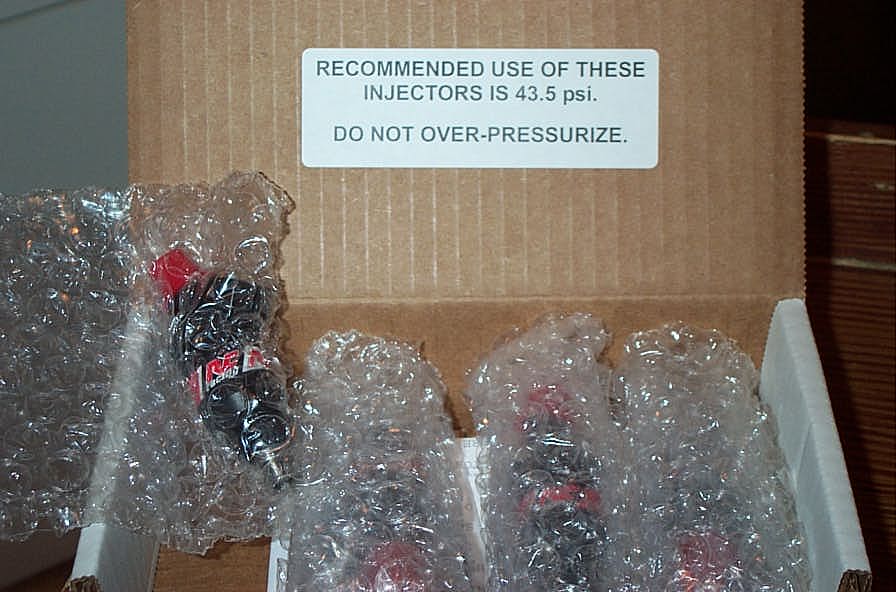 RECOMMENDED USE OF THESE
INJECTORS IS 43.5 psi.
DO NOT OVER-PRESSURIZE.